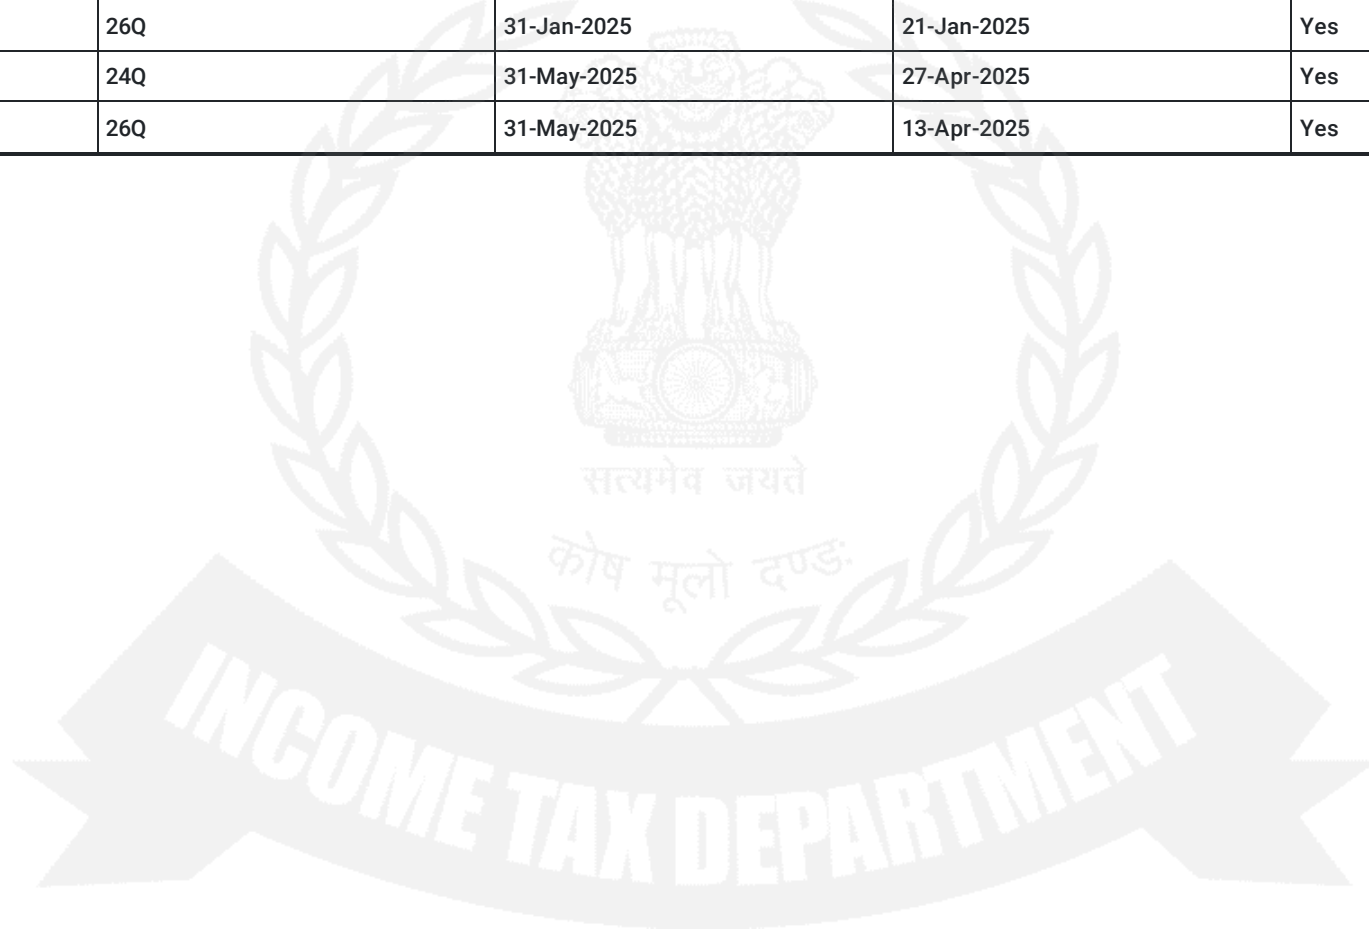 26Q 31-Jan-2025 21-Jan-2025 Yes
24Q 31-May-2025 27-Apr-2025 Yes
26Q 31-May-2025 13-Apr-2025 Yes
सत्यमेव जयते
कोष मूलो दण्डः
INCOME TAX DEPARTMENT